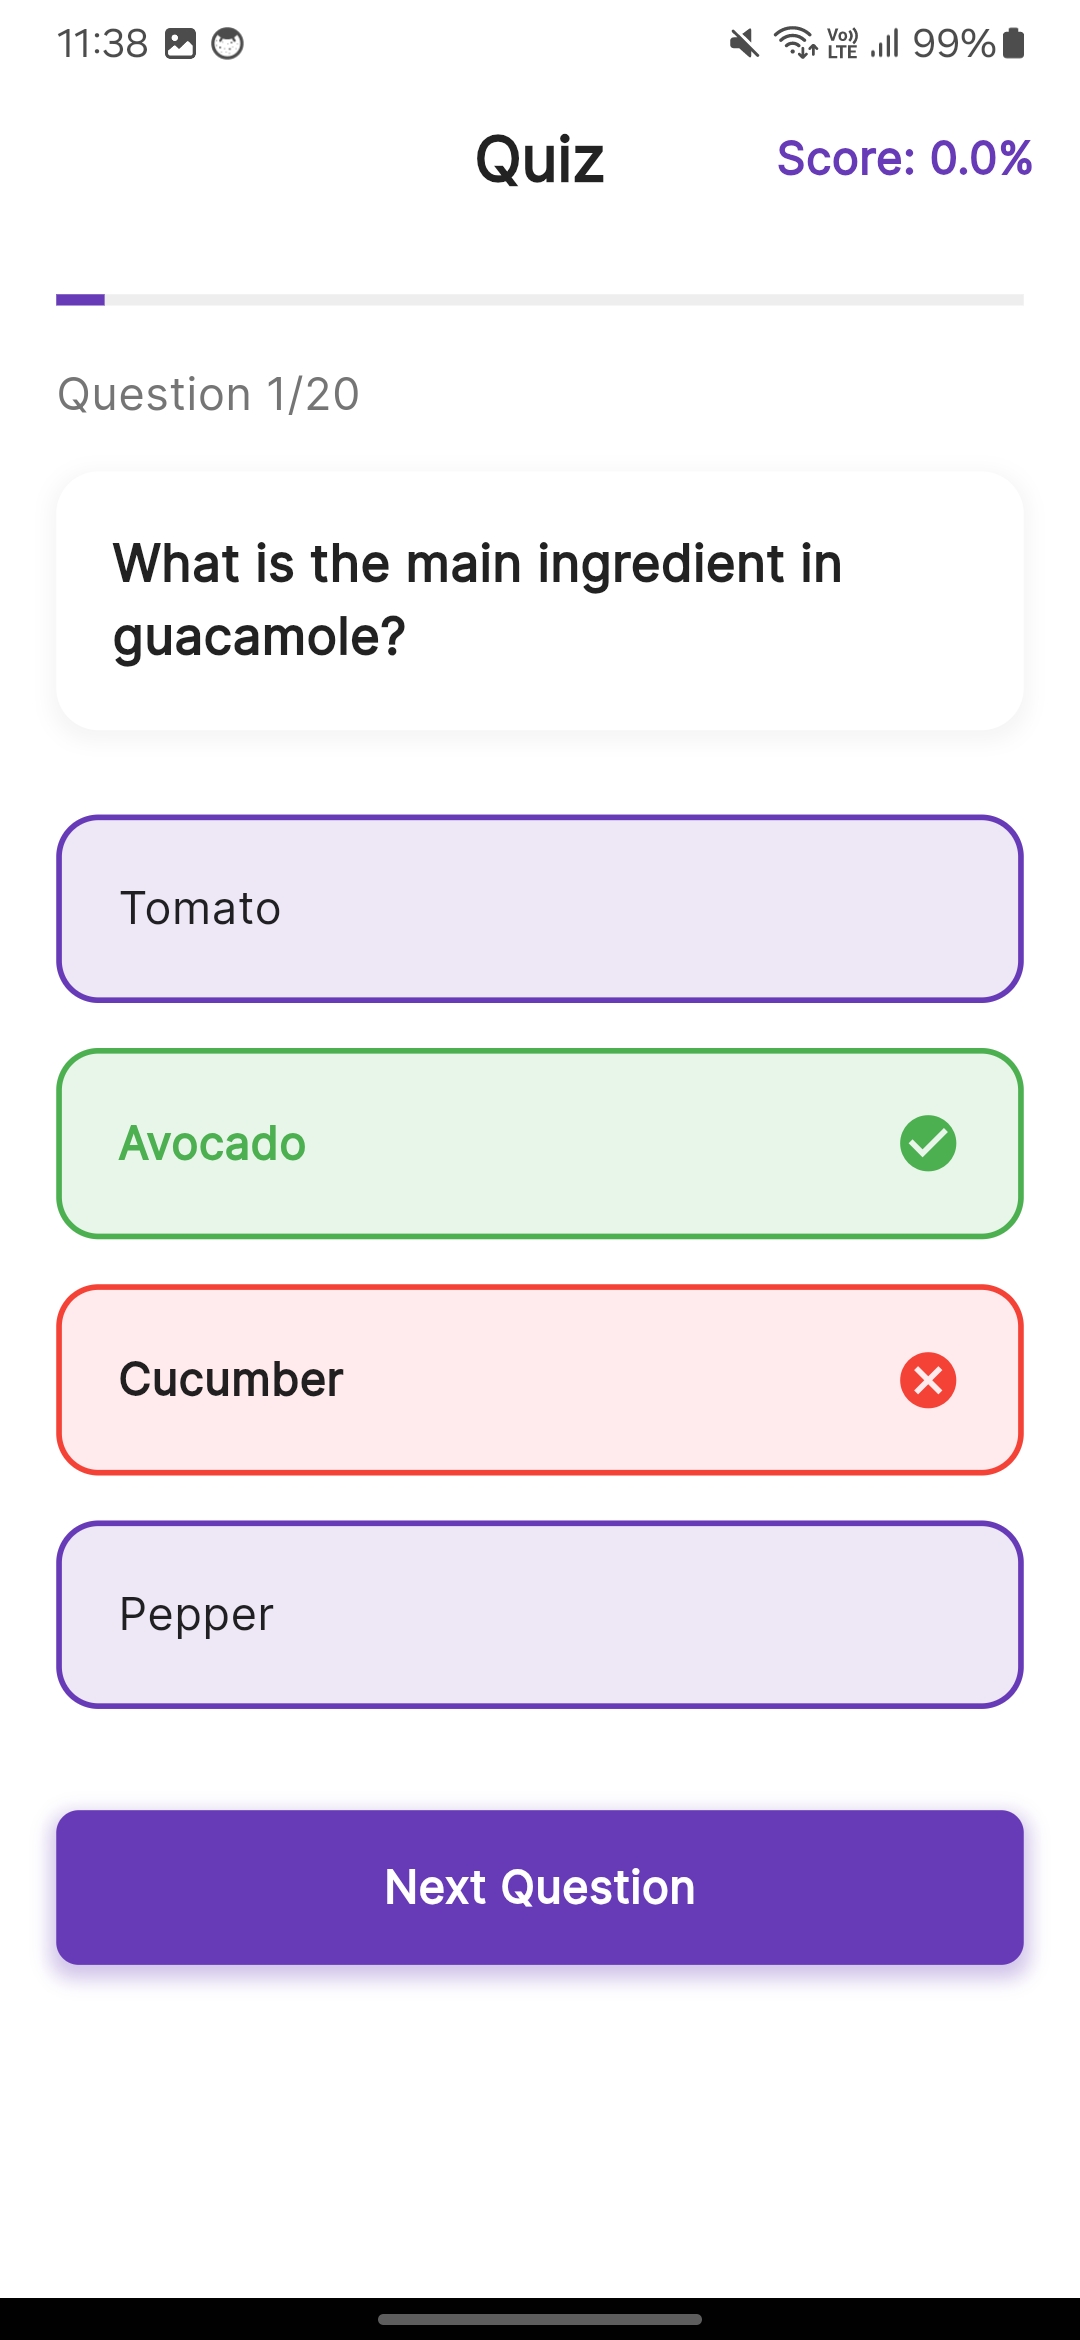 11:38 Vo)) LTE 99%
Quiz Score: 0.0%
Question 1/20
What is the main ingredient in
guacamole?
Tomato
Avocado
Cucumber
Pepper
Next Question